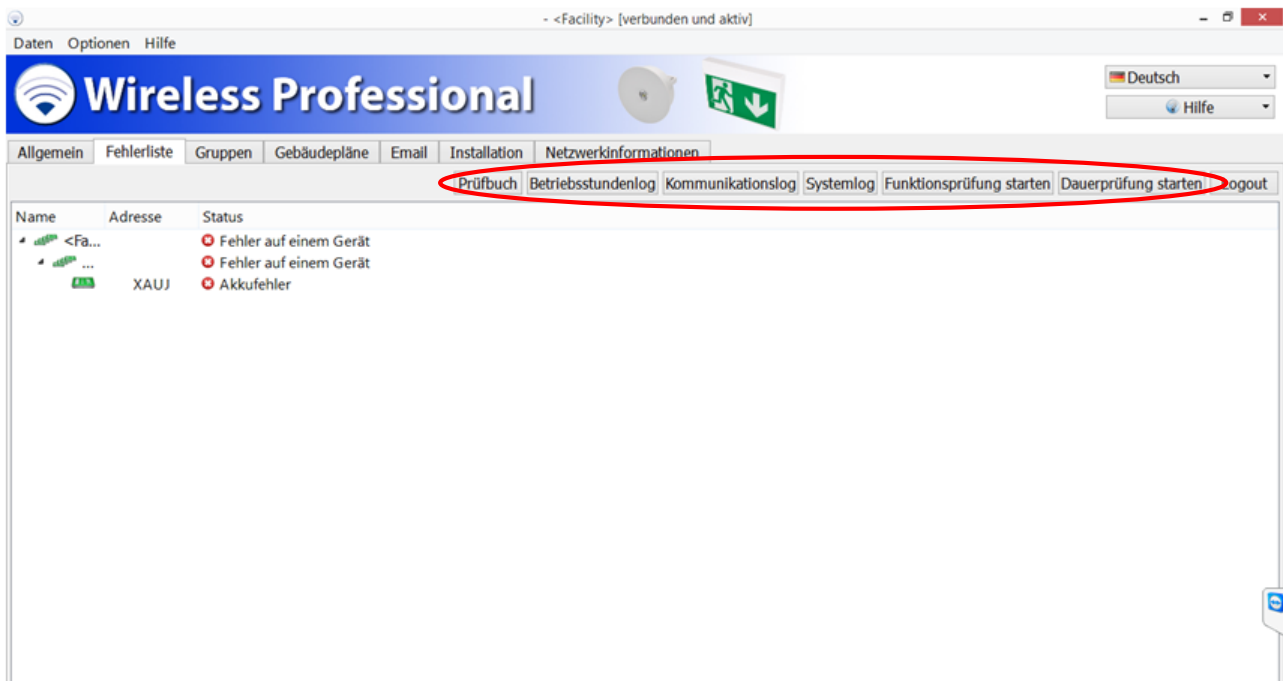 - <Facility> [verbunden und aktiv]
Daten Optionen Hilfe
Wireless Professional
Deutsch
Hilfe
Allgemein Fehlerliste Gruppen Gebäudepläne Email Installation Netzwerkinformationen
Prüfbuch Betriebsstundenlog Kommunikationslog Systemlog Funktionsprüfung starten Dauerprüfung starten Logout
Name Adresse Status
<Fa... Fehler auf einem Gerät
... Fehler auf einem Gerät
XAUJ Akkufehler